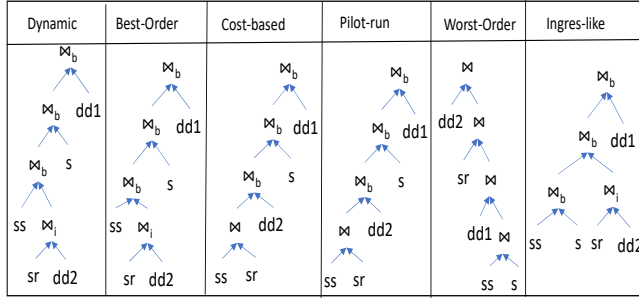 Dynamic Best-Order Cost-based Pilot-run Worst-Order Ingres-like
⋈b ⋈b ⋈b ⋈b ⋈ ⋈b
⋈b dd1 ⋈b dd1 ⋈b dd1 ⋈b dd1 dd2 ⋈ ⋈b dd1
⋈b s ⋈b s ⋈b s ⋈b s sr ⋈ ⋈b ⋈i
ss ⋈i ss ⋈i ⋈ dd2 ⋈ dd2 dd1 ⋈ ss s sr dd2
sr dd2 sr dd2 ss sr ss sr ss s